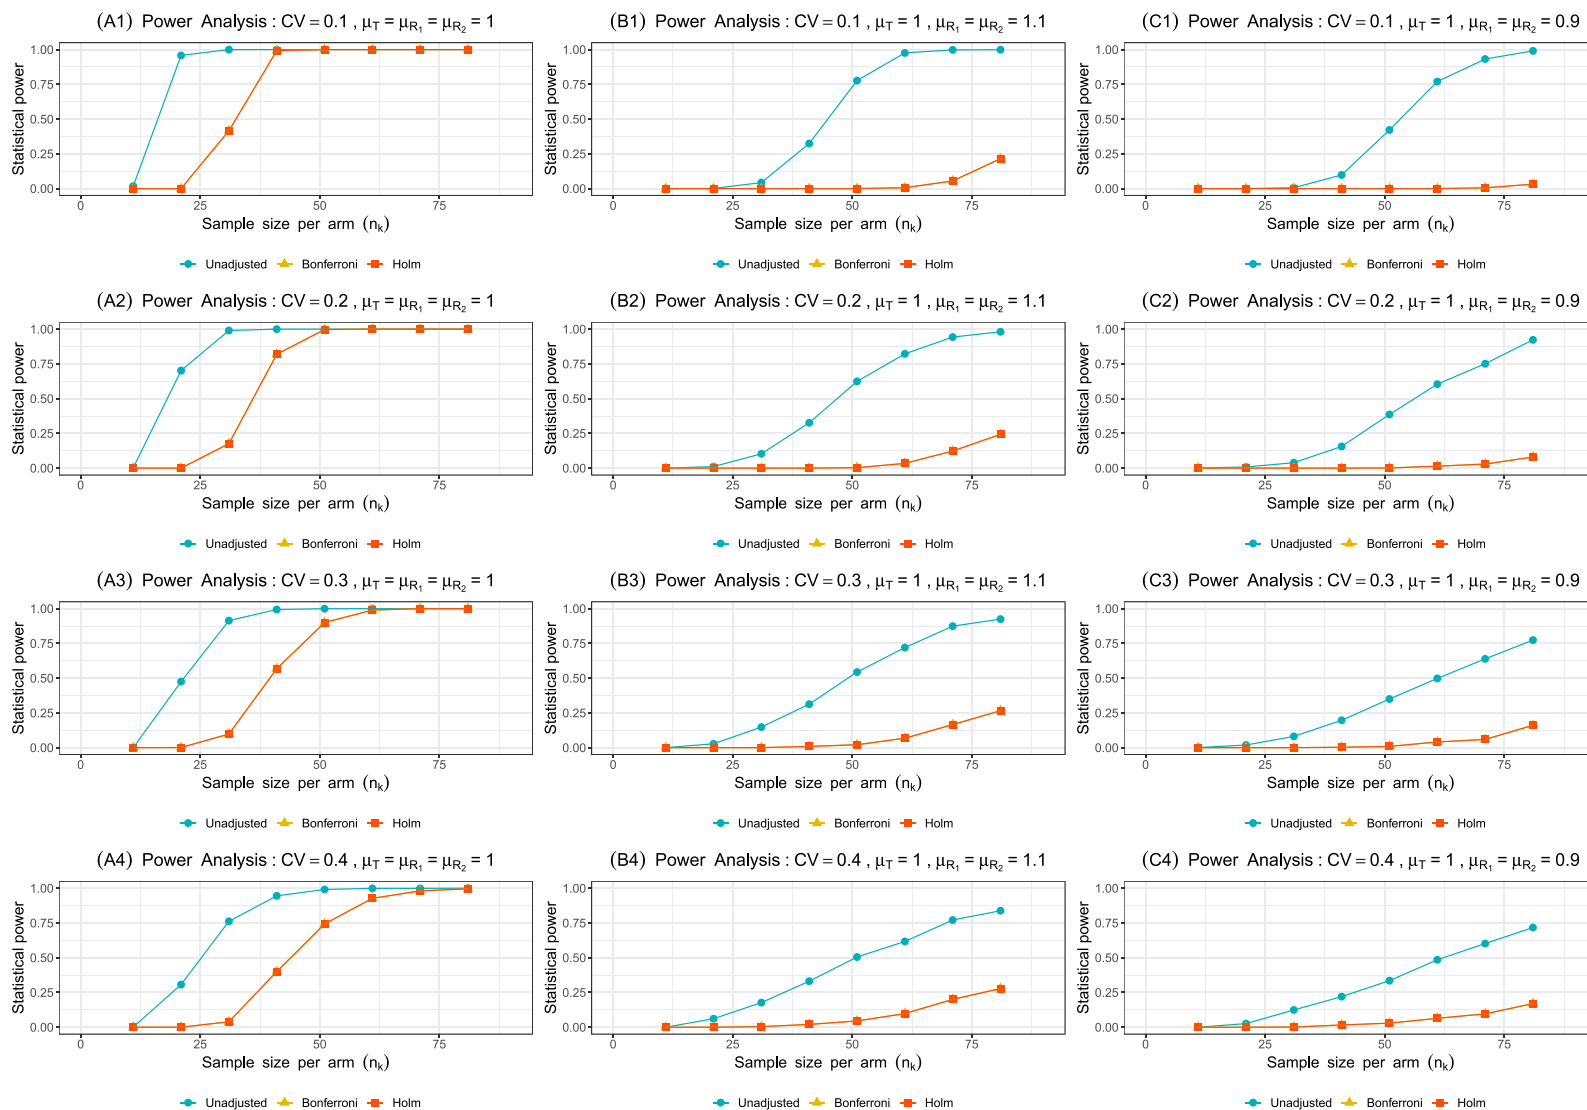 (A1) Power Analysis : CV = 0.1 , μT = μR1 = μR2 = 1
Statistical power
1.00
0.75
0.50
0.25
0.00
0 25 50 75
Sample size per arm (nk)
Unadjusted Bonferroni Holm
(B1) Power Analysis : CV = 0.1 , μT = 1 , μR1 = μR2 = 1.1
Statistical power
1.00
0.75
0.50
0.25
0.00
0 25 50 75
Sample size per arm (nk)
Unadjusted Bonferroni Holm
(C1) Power Analysis : CV = 0.1 , μT = 1 , μR1 = μR2 = 0.9
Statistical power
1.00
0.75
0.50
0.25
0.00
0 25 50 75
Sample size per arm (nk)
Unadjusted Bonferroni Holm
(A2) Power Analysis : CV = 0.2 , μT = μR1 = μR2 = 1
Statistical power
1.00
0.75
0.50
0.25
0.00
0 25 50 75
Sample size per arm (nk)
Unadjusted Bonferroni Holm
(B2) Power Analysis : CV = 0.2 , μT = 1 , μR1 = μR2 = 1.1
Statistical power
1.00
0.75
0.50
0.25
0.00
0 25 50 75
Sample size per arm (nk)
Unadjusted Bonferroni Holm
(C2) Power Analysis : CV = 0.2 , μT = 1 , μR1 = μR2 = 0.9
Statistical power
1.00
0.75
0.50
0.25
0.00
0 25 50 75
Sample size per arm (nk)
Unadjusted Bonferroni Holm
(A3) Power Analysis : CV = 0.3 , μT = μR1 = μR2 = 1
Statistical power
1.00
0.75
0.50
0.25
0.00
0 25 50 75
Sample size per arm (nk)
Unadjusted Bonferroni Holm
(B3) Power Analysis : CV = 0.3 , μT = 1 , μR1 = μR2 = 1.1
Statistical power
1.00
0.75
0.50
0.25
0.00
0 25 50 75
Sample size per arm (nk)
Unadjusted Bonferroni Holm
(C3) Power Analysis : CV = 0.3 , μT = 1 , μR1 = μR2 = 0.9
Statistical power
1.00
0.75
0.50
0.25
0.00
0 25 50 75
Sample size per arm (nk)
Unadjusted Bonferroni Holm
(A4) Power Analysis : CV = 0.4 , μT = μR1 = μR2 = 1
Statistical power
1.00
0.75
0.50
0.25
0.00
0 25 50 75
Sample size per arm (nk)
Unadjusted Bonferroni Holm
(B4) Power Analysis : CV = 0.4 , μT = 1 , μR1 = μR2 = 1.1
Statistical power
1.00
0.75
0.50
0.25
0.00
0 25 50 75
Sample size per arm (nk)
Unadjusted Bonferroni Holm
(C4) Power Analysis : CV = 0.4 , μT = 1 , μR1 = μR2 = 0.9
Statistical power
1.00
0.75
0.50
0.25
0.00
0 25 50 75
Sample size per arm (nk)
Unadjusted Bonferroni Holm